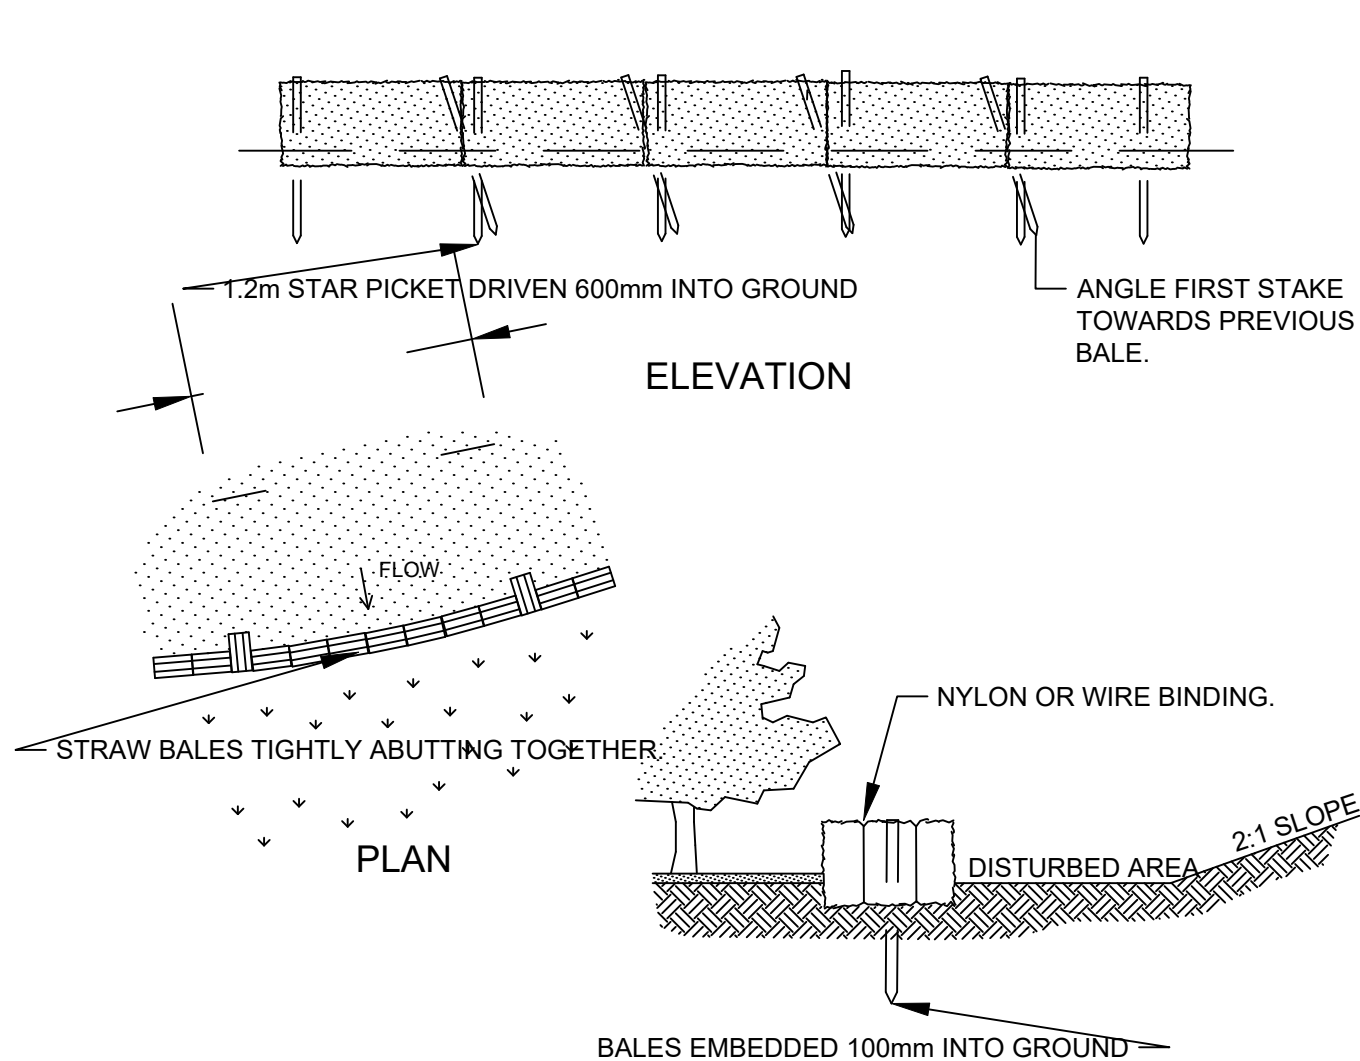 1.2m STAR PICKET DRIVEN 600mm INTO GROUND
ANGLE FIRST STAKE
TOWARDS PREVIOUS
BALE.
ELEVATION
FLOW
STRAW BALES TIGHTLY ABUTTING TOGETHER
PLAN
NYLON OR WIRE BINDING.
2:1 SLOPE
DISTURBED AREA
BALES EMBEDDED 100mm INTO GROUND